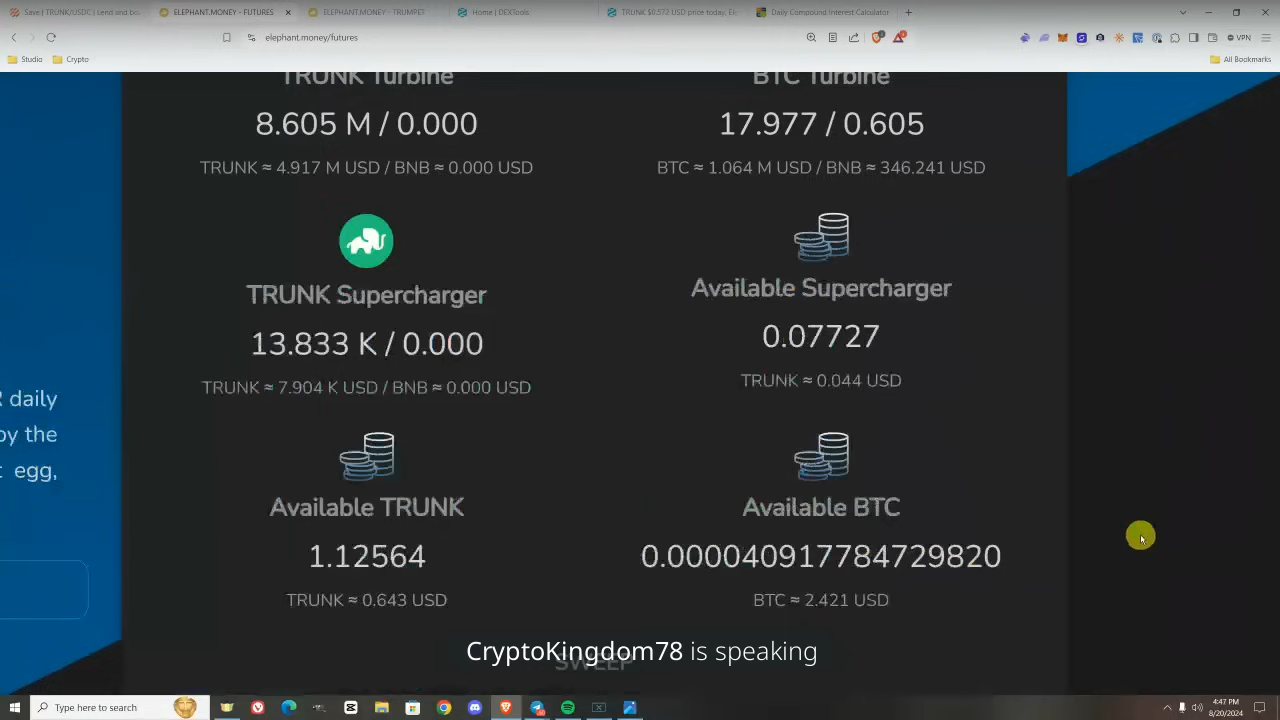 Save | TRUNK/USDC | Lend and bo
ELEPHANT.MONEY - FUTURES
ELEPHANT.MONEY - TRUMPET
Home | DEXTools
TRUNK $0.572 USD price today, Ele
Daily Compound Interest Calculator
elephant.money/futures
VPN
Studio
Crypto
All Bookmarks
TRUNK Turbine
BTC Turbine
8.605 M / 0.000
17.977 / 0.605
TRUNK ≈ 4.917 M USD / BNB ≈ 0.000 USD
BTC ≈ 1.064 M USD / BNB ≈ 346.241 USD
TRUNK Supercharger
Available Supercharger
13.833 K / 0.000
0.07727
TRUNK ≈ 7.904 K USD / BNB ≈ 0.000 USD
TRUNK ≈ 0.044 USD
R daily
by the
egg,
Available TRUNK
Available BTC
1.12564
0.000040917784729820
TRUNK ≈ 0.643 USD
BTC ≈ 2.421 USD
SWEEP
CryptoKingdom78 is speaking
Type here to search
4:47 PM
8/20/2024